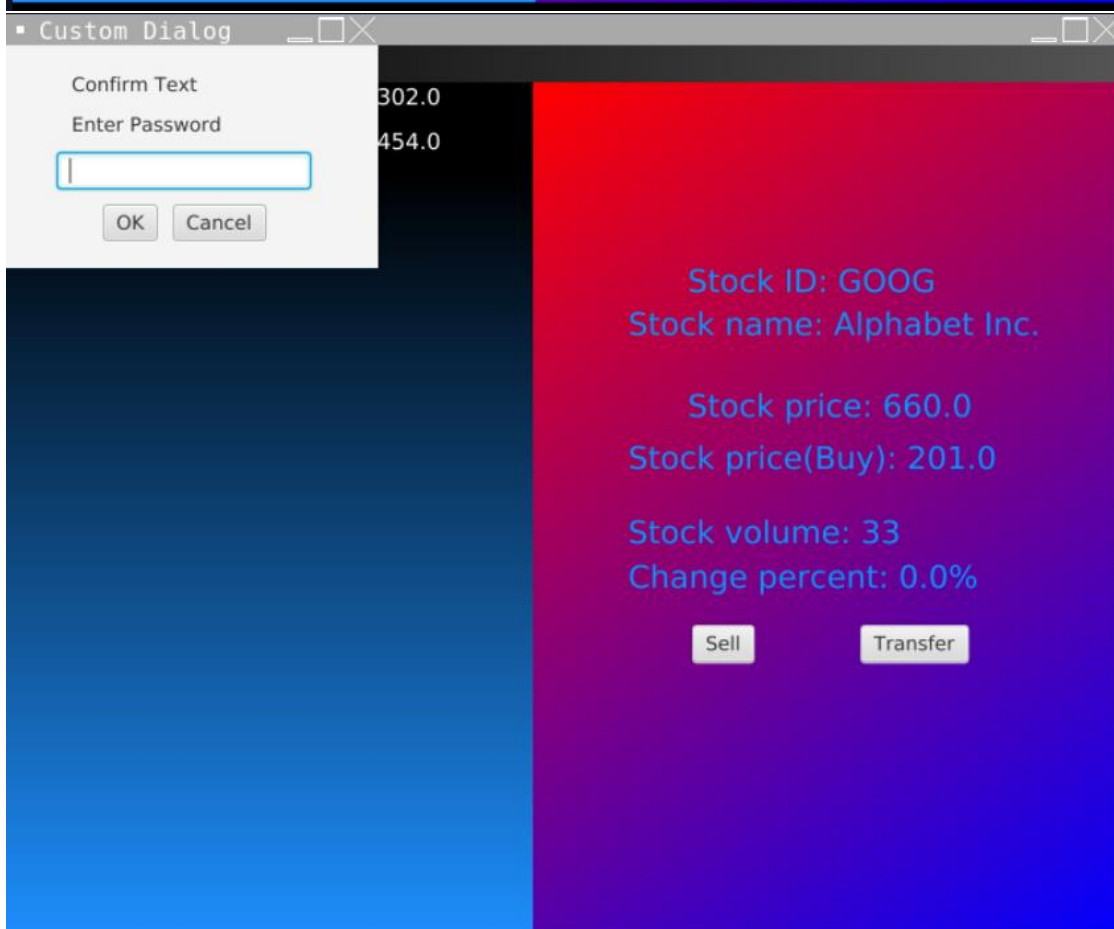 Custom Dialog
Confirm Text
Enter Password
OK Cancel
302.0
454.0
Stock ID: GOOG
Stock name: Alphabet Inc.
Stock price: 660.0
Stock price(Buy): 201.0
Stock volume: 33
Change percent: 0.0%
Sell Transfer